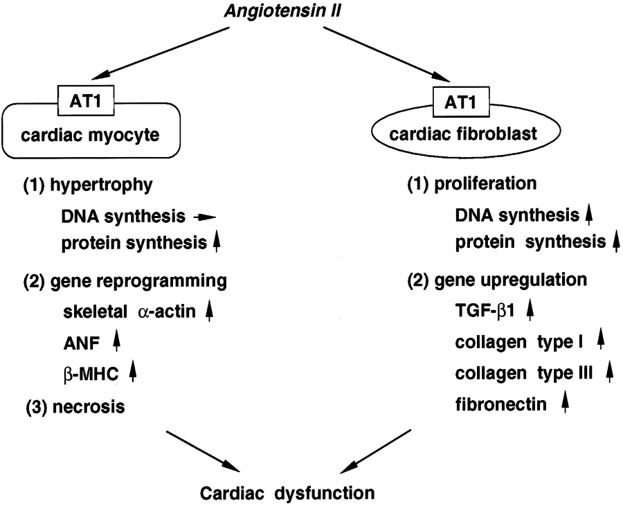 Angiotensin II
AT1
cardiac myocyte
(1) hypertrophy
DNA synthesis →
protein synthesis ↑
(2) gene reprogramming
skeletal α-actin ↑
ANF ↑
β-MHC ↑
(3) necrosis
AT1
cardiac fibroblast
(1) proliferation
DNA synthesis ↑
protein synthesis ↑
(2) gene upregulation
TGF-β1 ↑
collagen type I ↑
collagen type III ↑
fibronectin ↑
Cardiac dysfunction